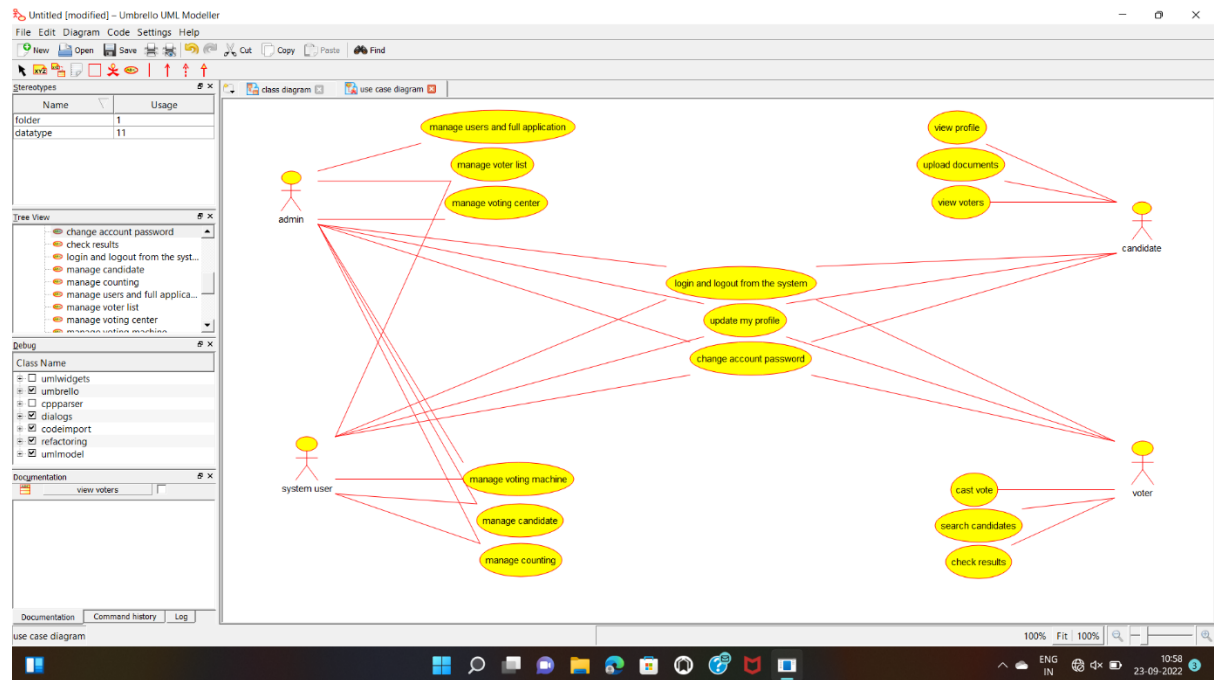 Untitled [modified] – Umbrello UML Modeller
File Edit Diagram Code Settings Help
New Open Save Cut Copy Paste Find
XYZ
Stereotypes
class diagram use case diagram
Name Usage
folder 1
datatype 11
Tree View
change account password
check results
login and logout from the syst...
manage candidate
manage counting
manage users and full applica...
manage voter list
manage voting center
manage voting machine
Debug
Class Name
umlwidgets
umbrello
cppparser
dialogs
codeimport
refactoring
umlmodel
Documentation
view voters
Documentation Command history Log
manage users and full application
manage voter list
manage voting center
admin
view profile
upload documents
view voters
candidate
login and logout from the system
update my profile
change account password
system user
manage voting machine
manage candidate
manage counting
cast vote
search candidates
check results
voter
use case diagram
100% Fit 100%
ENG
IN
10:58
23-09-2022
3